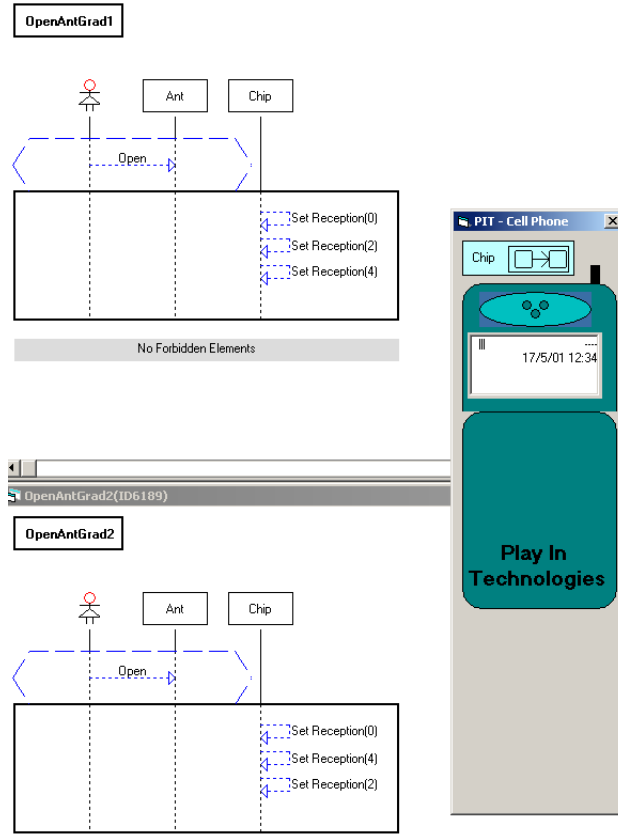 OpenAntGrad1
Ant
Chip
Open
Set Reception(0)
Set Reception(2)
Set Reception(4)
No Forbidden Elements
OpenAntGrad2(ID6189)
OpenAntGrad2
Ant
Chip
Open
Set Reception(0)
Set Reception(4)
Set Reception(2)
PIT - Cell Phone
Chip
17/5/01 12:34
Play In
Technologies